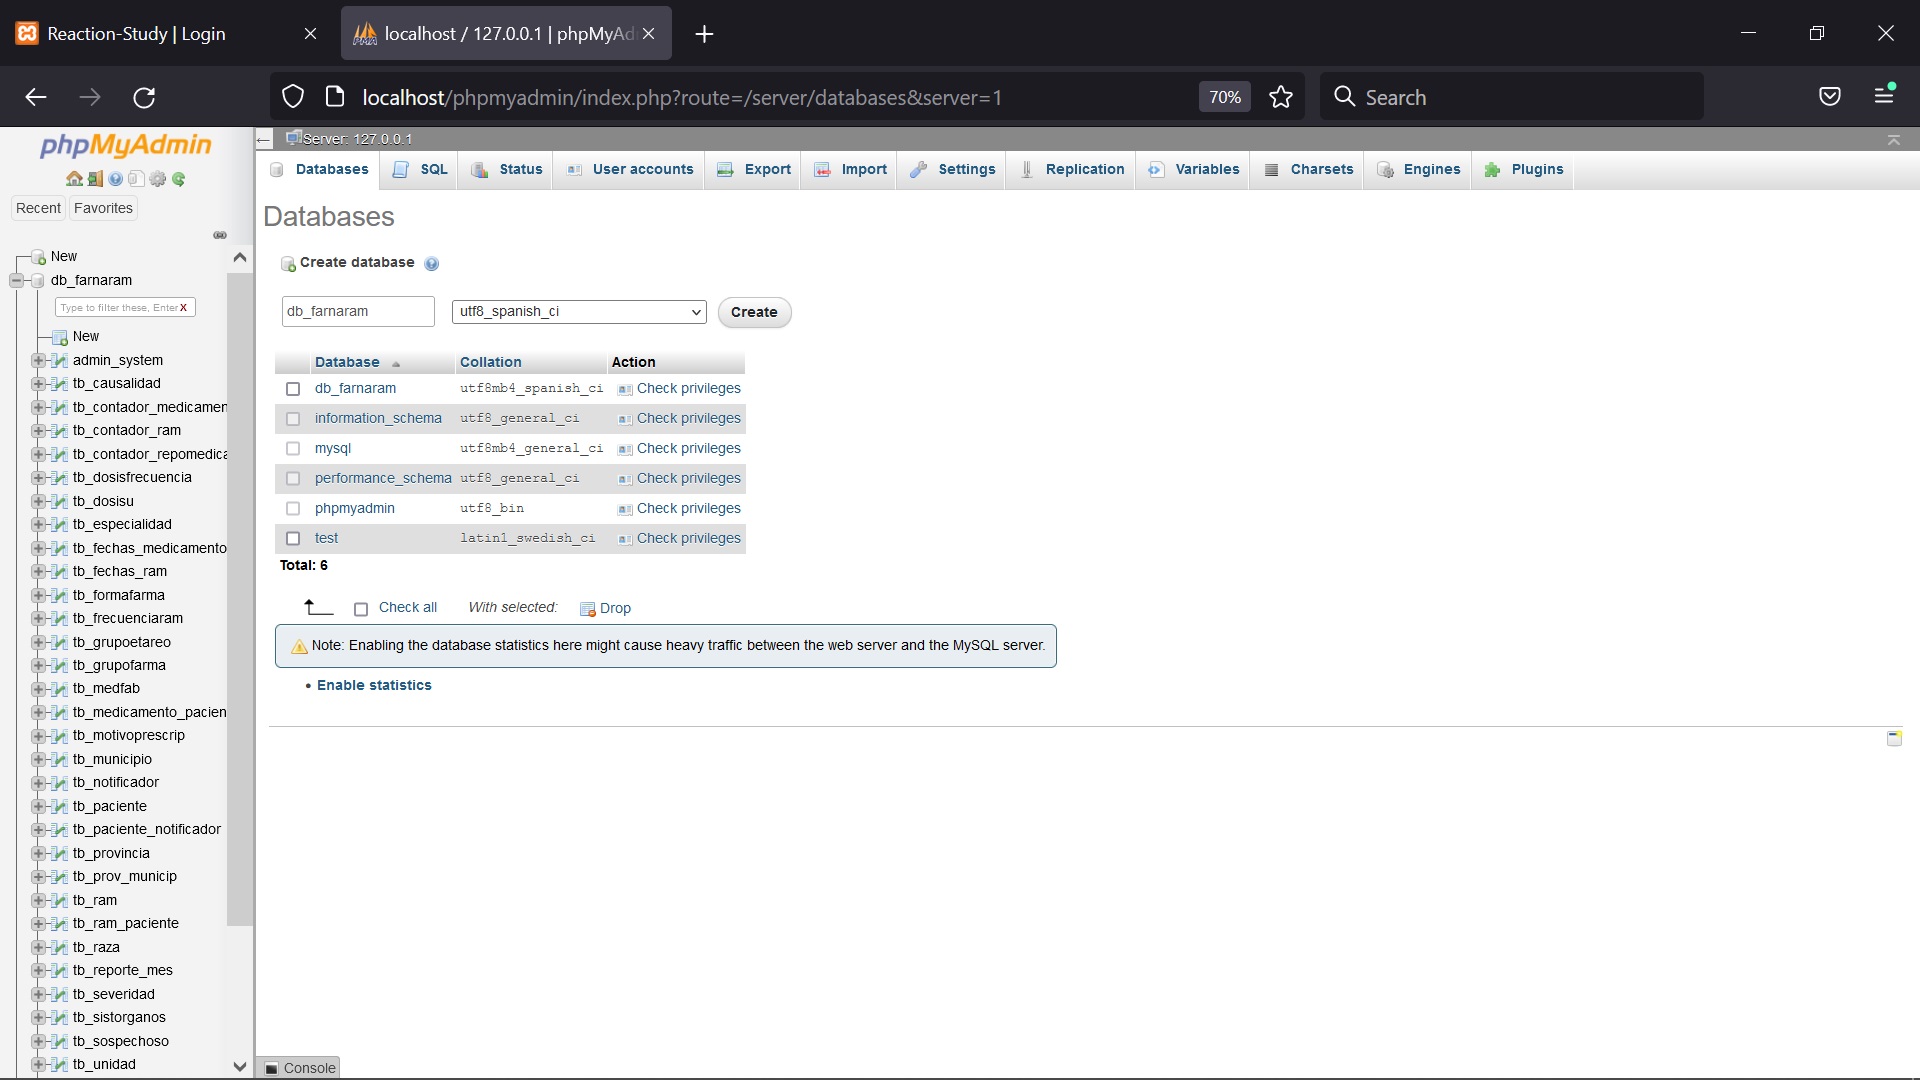 Reaction-Study | Login
localhost / 127.0.0.1 | phpMyAd
localhost/phpmyadmin/index.php?route=/server/databases&server=1
70%
Search
phpMyAdmin
Recent
Favorites
New
db_farnaram
Type to filter these, Enter X
New
admin_system
tb_causalidad
tb_contador_medicamen
tb_contador_ram
tb_contador_repomedica
tb_dosisfrecuencia
tb_dosisu
tb_especialidad
tb_fechas_medicamento
tb_fechas_ram
tb_formafarma
tb_frecuenciaram
tb_grupoetareo
tb_grupofarma
tb_medfab
tb_medicamento_pacien
tb_motivoprescrip
tb_municipio
tb_notificador
tb_paciente
tb_paciente_notificador
tb_provincia
tb_prov_municip
tb_ram
tb_ram_paciente
tb_raza
tb_reporte_mes
tb_severidad
tb_sistorganos
tb_sospechoso
tb_unidad
Server: 127.0.0.1
Databases SQL Status User accounts Export Import Settings Replication Variables Charsets Engines Plugins
Databases
Create database
db_farnaram utf8_spanish_ci Create
Database Collation Action
db_farnaram utf8mb4_spanish_ci Check privileges
information_schema utf8_general_ci Check privileges
mysql utf8mb4_general_ci Check privileges
performance_schema utf8_general_ci Check privileges
phpmyadmin utf8_bin Check privileges
test latin1_swedish_ci Check privileges
Total: 6
Check all With selected: Drop
Note: Enabling the database statistics here might cause heavy traffic between the web server and the MySQL server.
• Enable statistics
Console